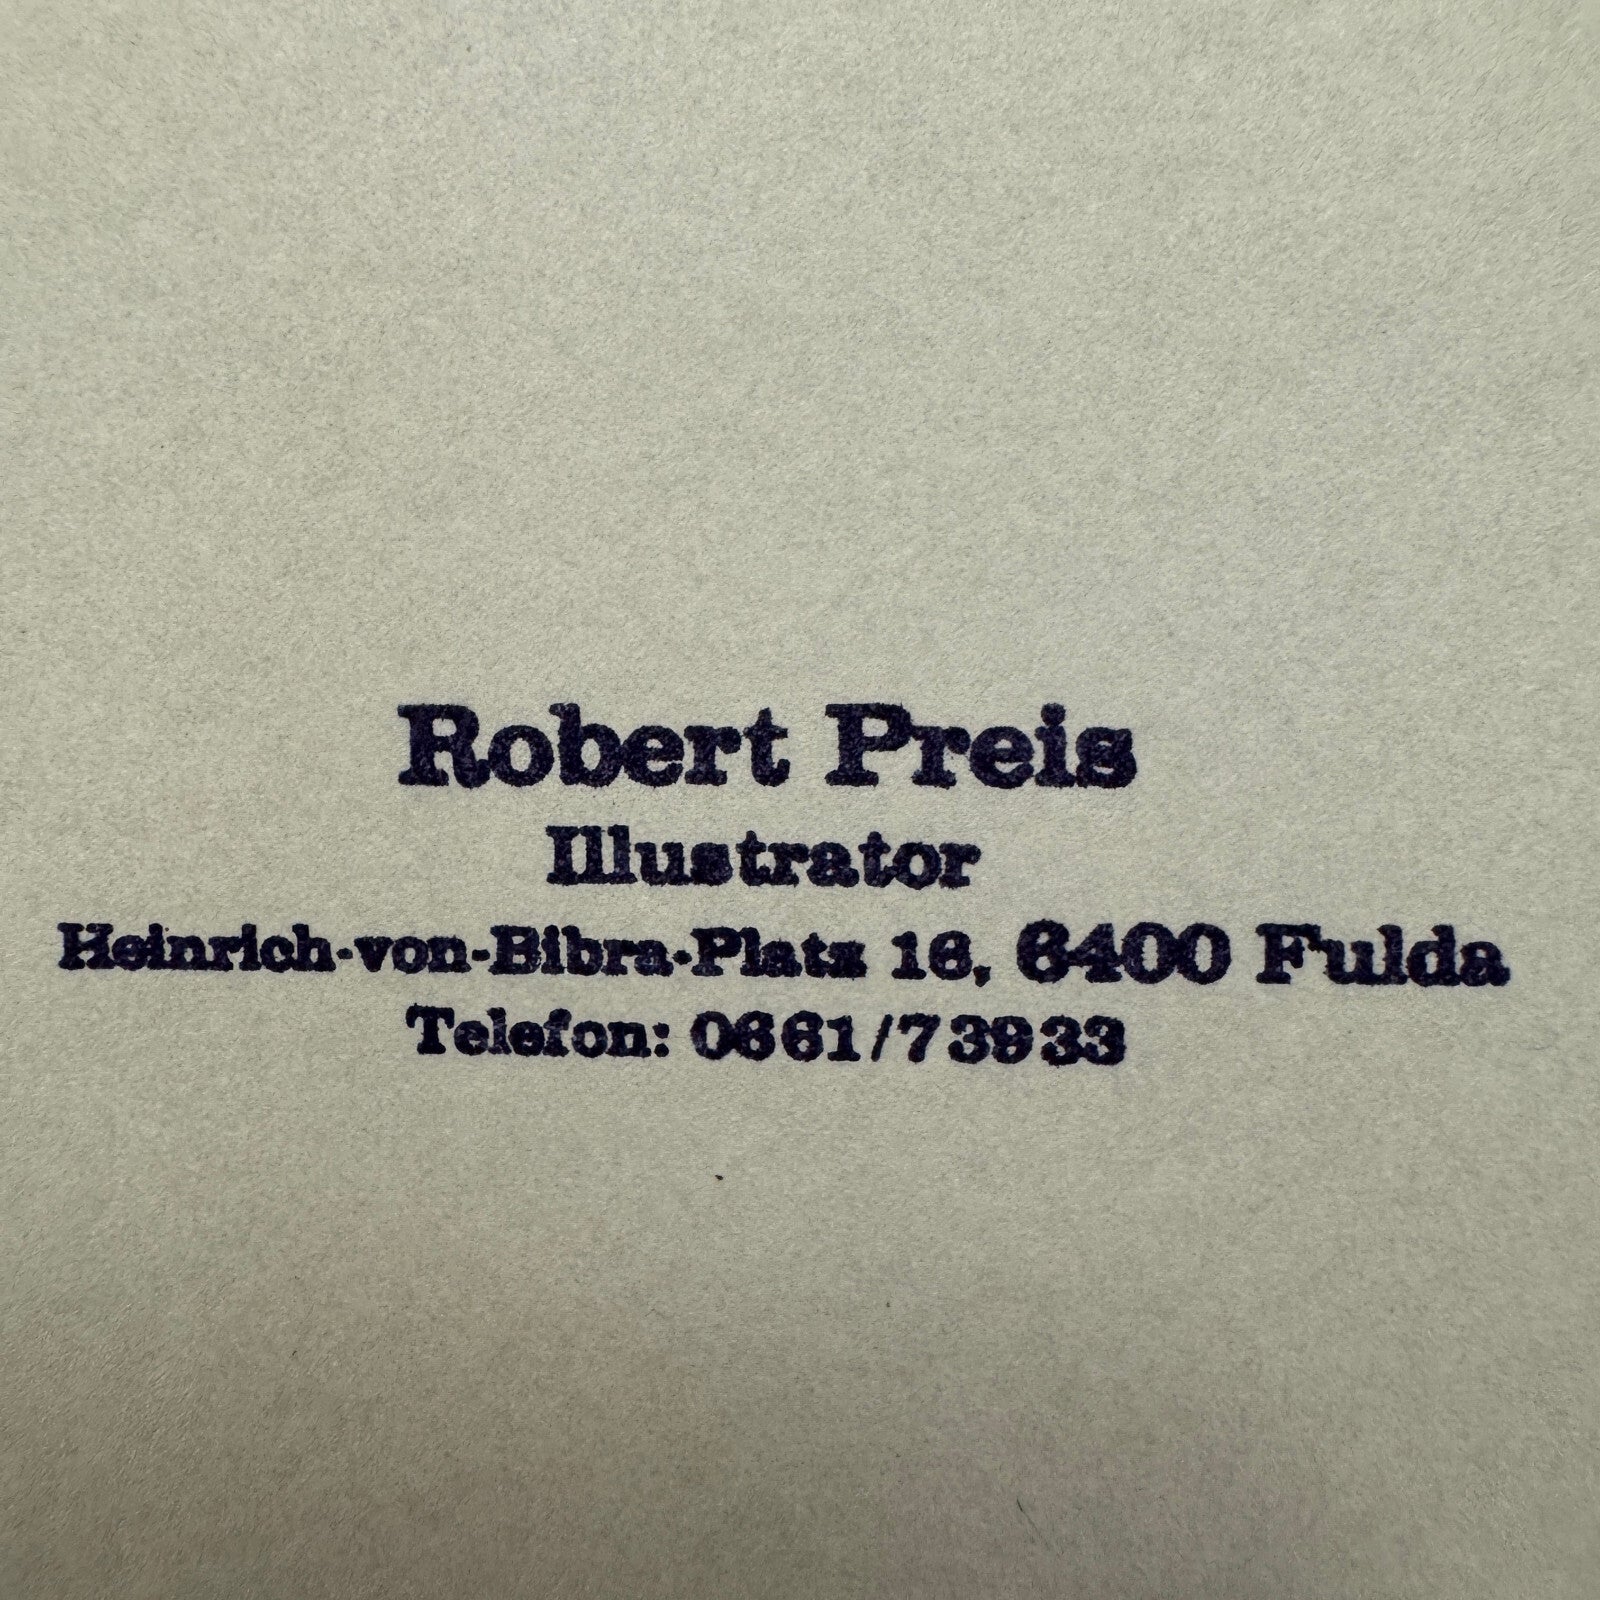 Robert Preis
Illustrator
Heinrich-von-Bibra-Platz 16, 6400 Fulda
Telefon: 0661/73933